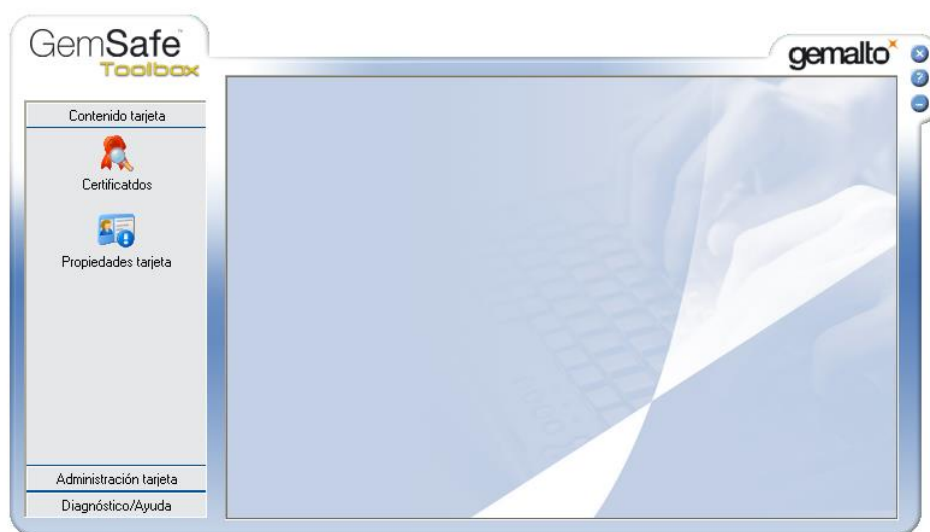 GemSafe
Toolbox
gemalto
Contenido tarjeta
Certificatdos
Propiedades tarjeta
Administración tarjeta
Diagnóstico/Ayuda